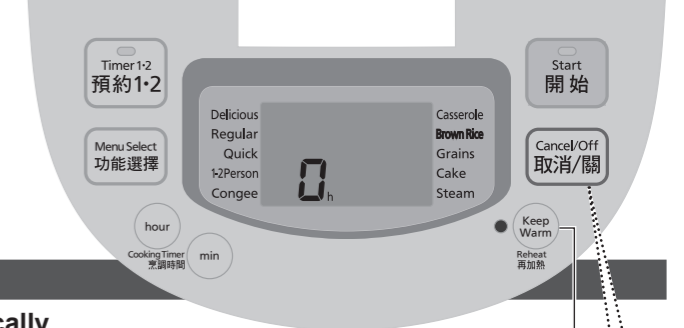 Timer 1•2
預約1•2
Menu Select
功能選擇
hour
Cooking Timer
烹調時間
min
Delicious
Regular
Quick
1•2Person
Congee
0h
Casserole
Brown Rice
Grains
Cake
Steam
Start
開始
Cancel/Off
取消/關
Keep
Warm
Reheat
再加熱
cally